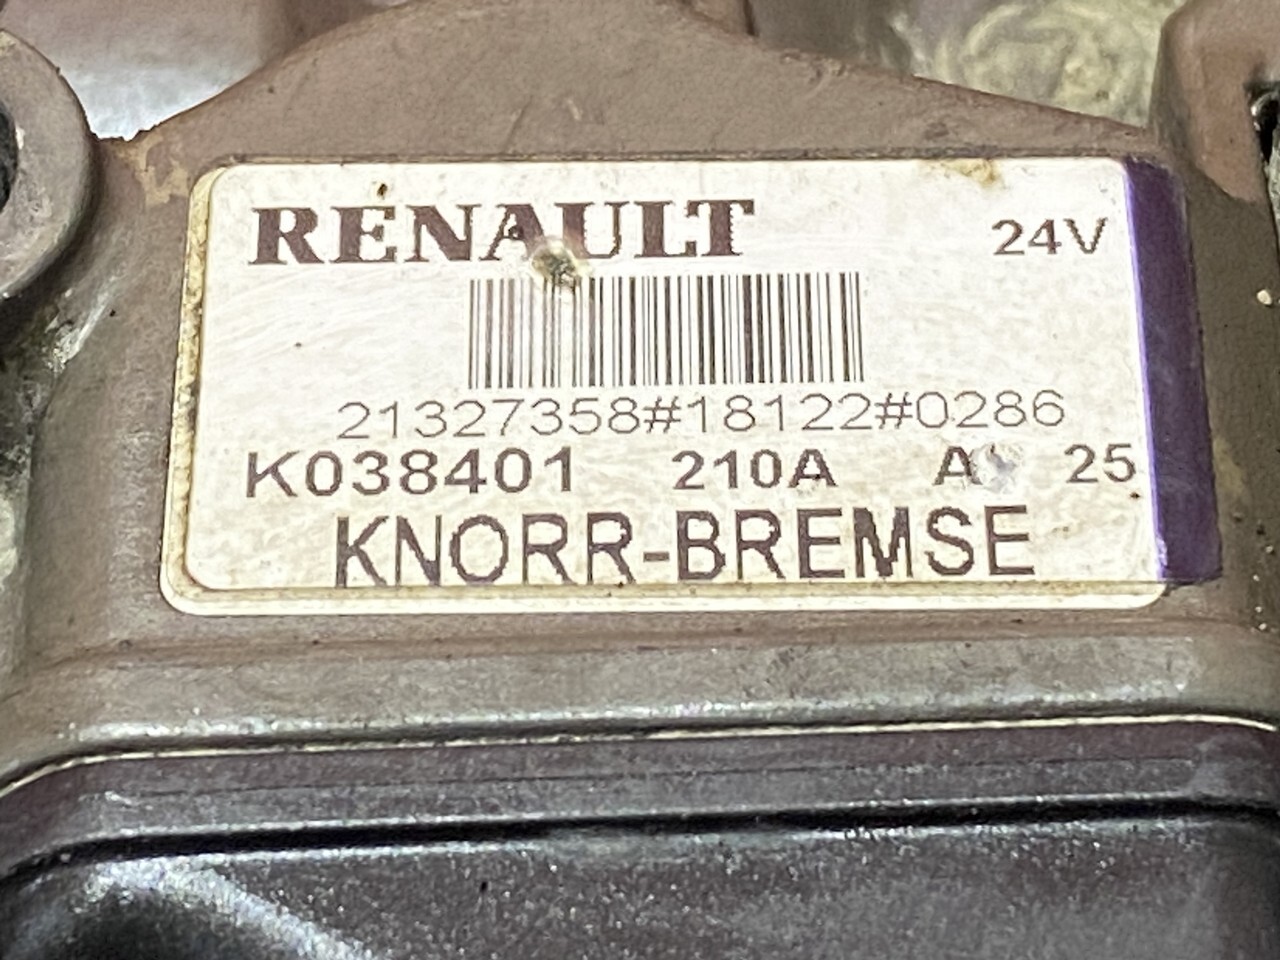 RENAULT 24V
21327358#18122#0286
K038401 210A A 25
KNORR-BREMSE